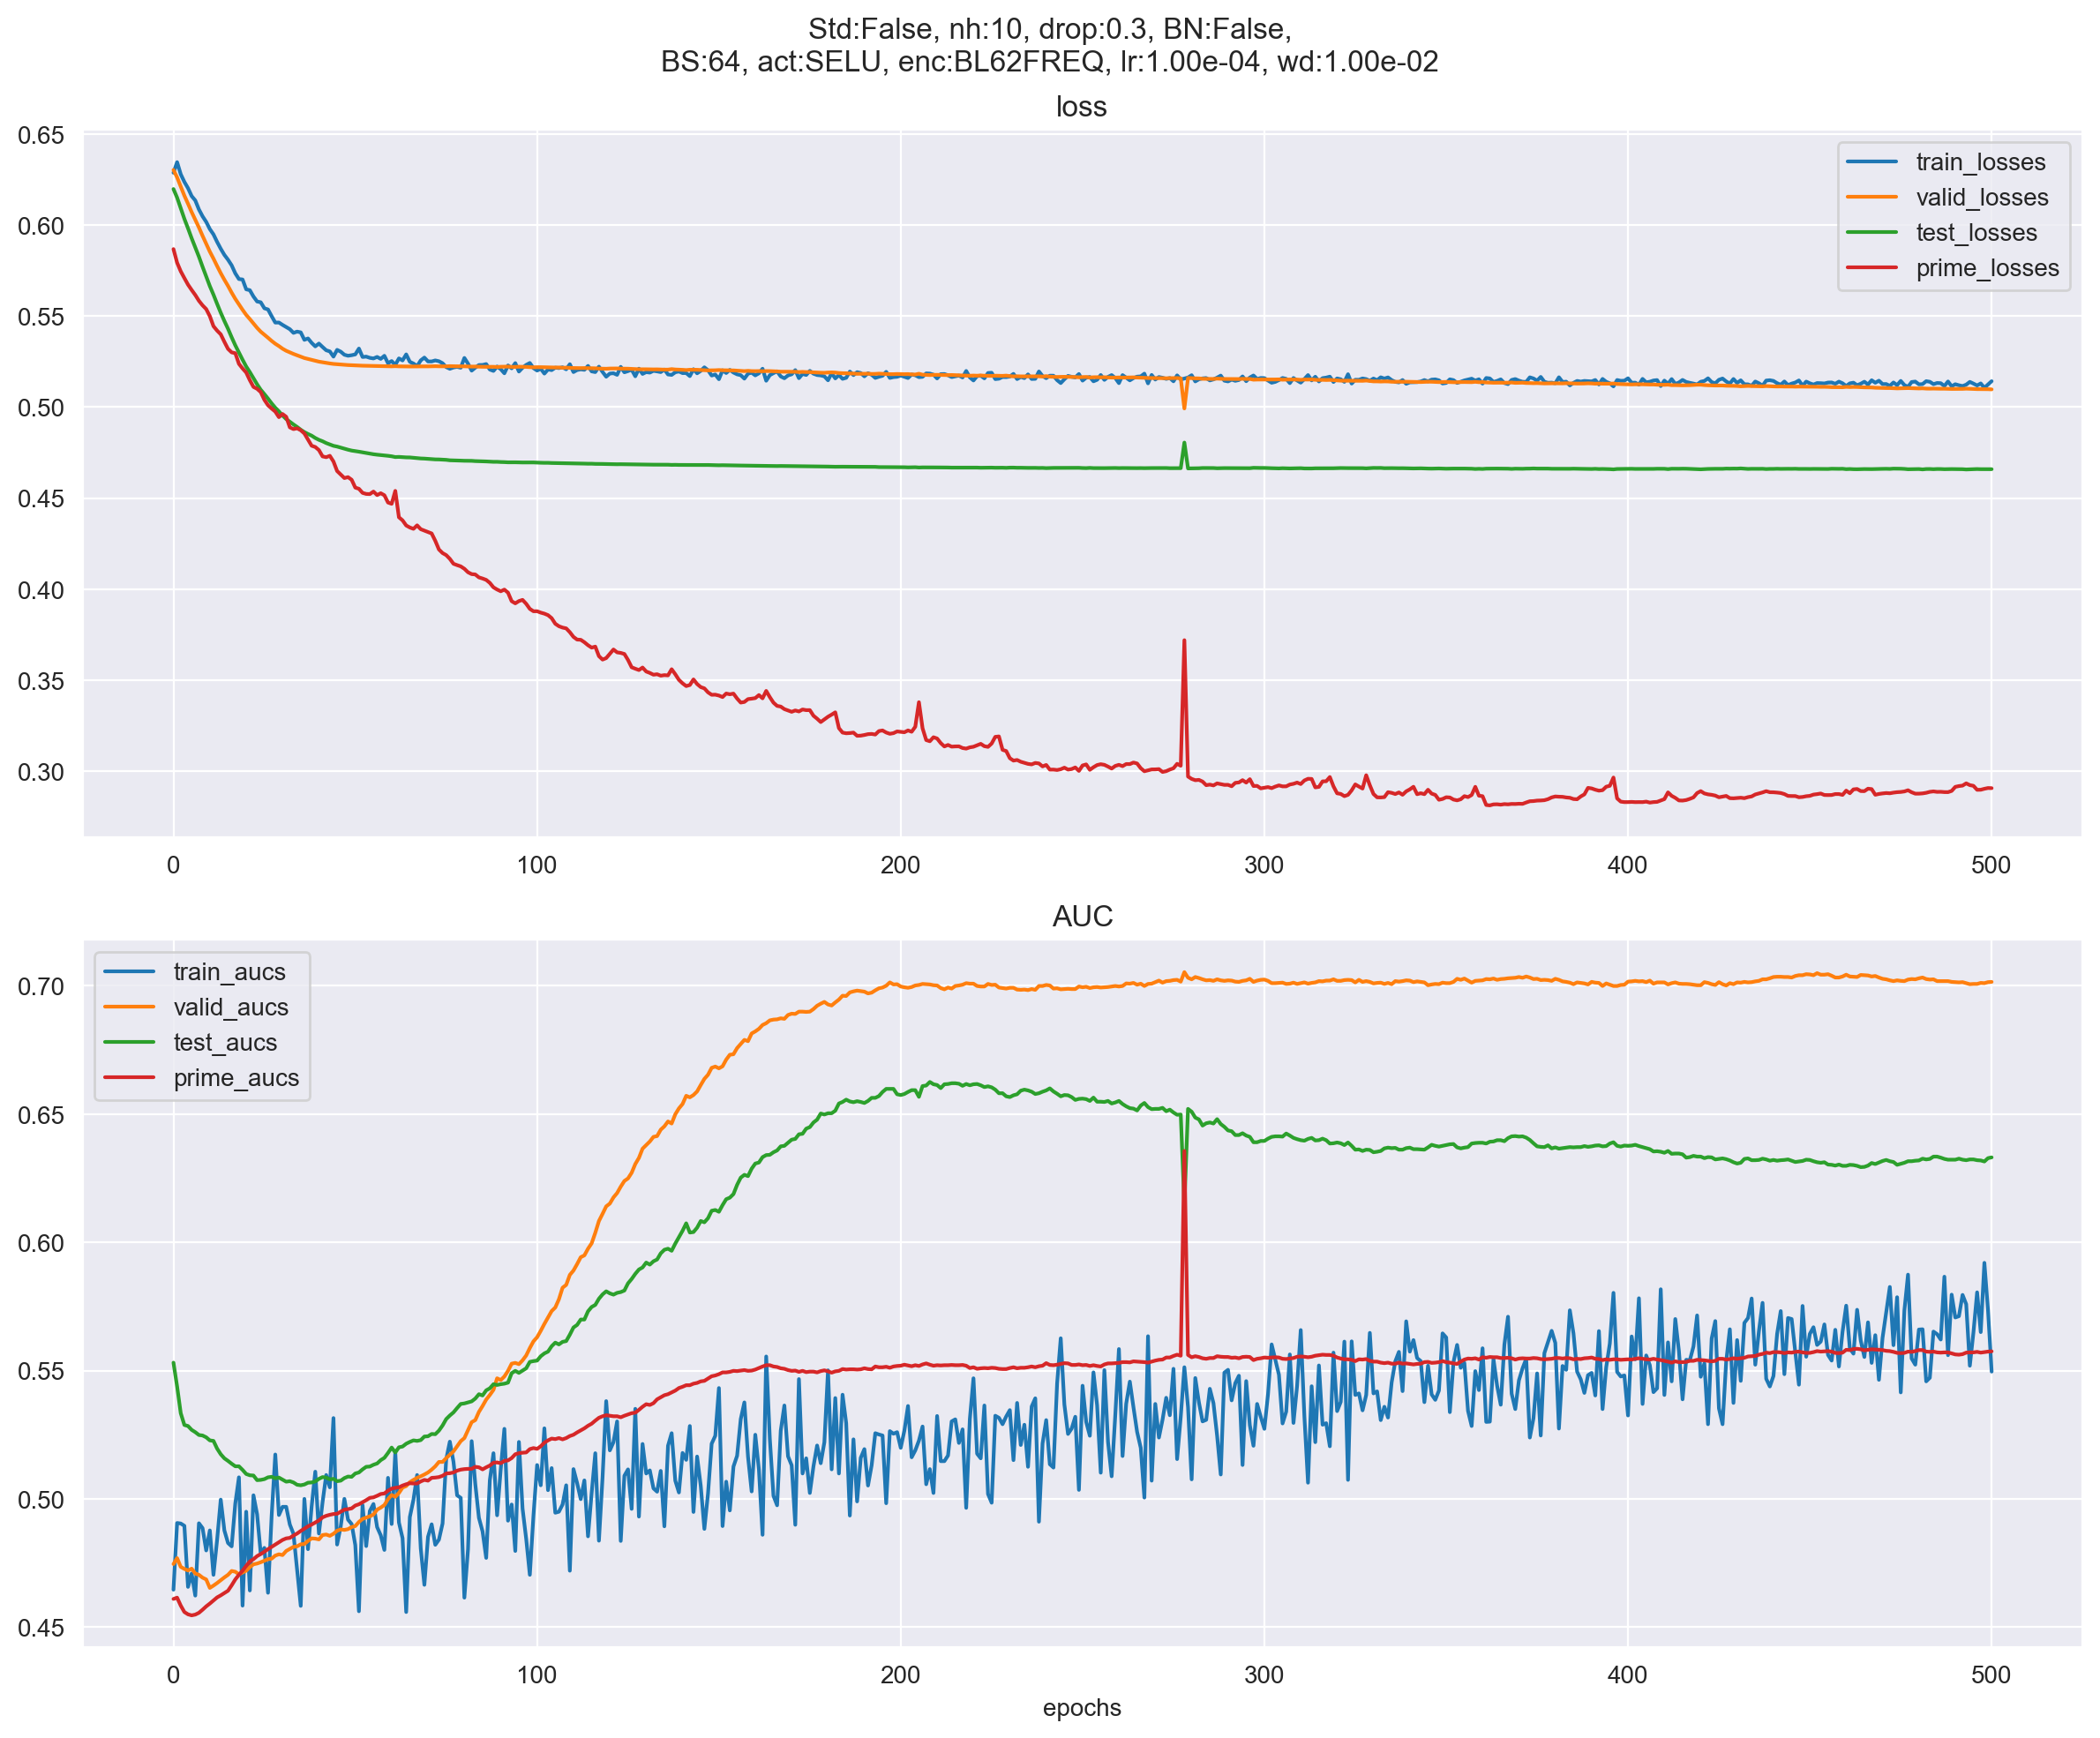 Std:False, nh:10, drop:0.3, BN:False,
BS:64, act:SELU, enc:BL62FREQ, lr:1.00e-04, wd:1.00e-02
loss
0.65
0.60
0.55
0.50
0.45
0.40
0.35
0.30
train_losses
valid_losses
test_losses
prime_losses
0 100 200 300 400 500
AUC
0.70
0.65
0.60
0.55
0.50
0.45
train_aucs
valid_aucs
test_aucs
prime_aucs
0 100 200 300 400 500
epochs